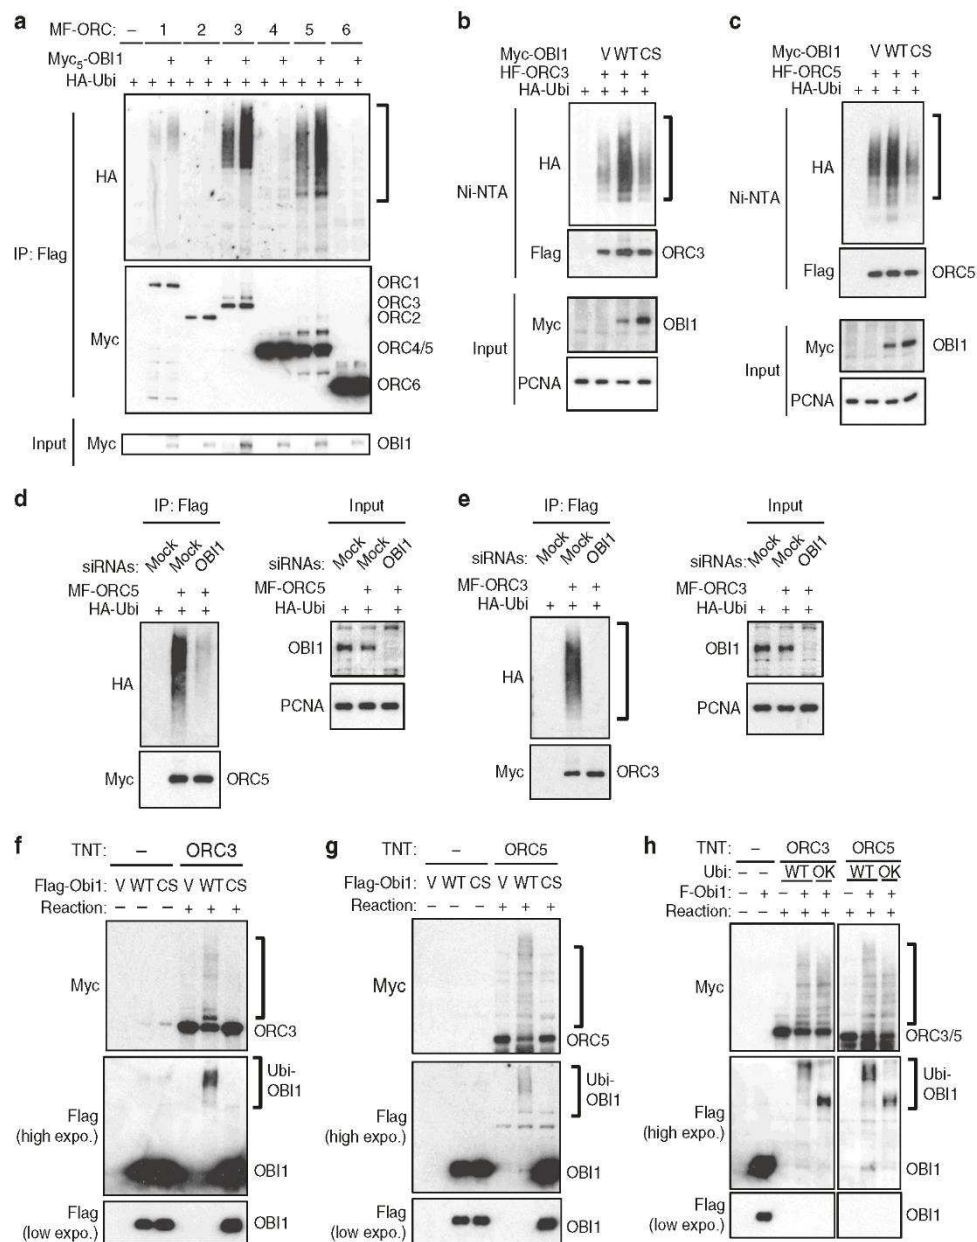 a
MF-ORC: – 1 2 3 4 5 6
Myc5-OBI1 + + + + + +
HA-Ubi + + + + + + + + + + + + +
IP: Flag
HA
Myc
ORC1
ORC3
ORC2
ORC4/5
ORC6
Input
Myc
OBI1
b
Myc-OBI1 V WT CS
HF-ORC3 + + +
HA-Ubi + + + +
Ni-NTA
HA
Flag
ORC3
Input
Myc
OBI1
PCNA
c
Myc-OBI1 V WT CS
HF-ORC5 + + +
HA-Ubi + + + +
Ni-NTA
HA
Flag
ORC5
Input
Myc
OBI1
PCNA
d
IP: Flag
siRNAs: Mock Mock OBI1
MF-ORC5 + +
HA-Ubi + + +
HA
Myc
ORC5
Input
siRNAs: Mock Mock OBI1
MF-ORC5 + +
HA-Ubi + + +
OBI1
PCNA
e
IP: Flag
siRNAs: Mock Mock OBI1
MF-ORC3 + +
HA-Ubi + + +
HA
Myc
ORC3
Input
siRNAs: Mock Mock OBI1
MF-ORC3 + +
HA-Ubi + + +
OBI1
PCNA
f
TNT: – ORC3
Flag-Obi1 V WT CS V WT CS
Reaction: – – – + + +
Myc
ORC3
Ubi-
OBI1
Flag
(high expo.)
OBI1
Flag
(low expo.)
OBI1
g
TNT: – ORC5
Flag-Obi1 V WT CS V WT CS
Reaction: – – – + + +
Myc
ORC5
Ubi-
OBI1
Flag
(high expo.)
OBI1
Flag
(low expo.)
OBI1
h
TNT: – ORC3 ORC5
Ubi: – – WT OK WT OK
F-Obi1 – + – + + – + +
Reaction: – – + + + + + +
Myc
ORC3/5
Ubi-
OBI1
Flag
(high expo.)
OBI1
Flag
(low expo.)
OBI1